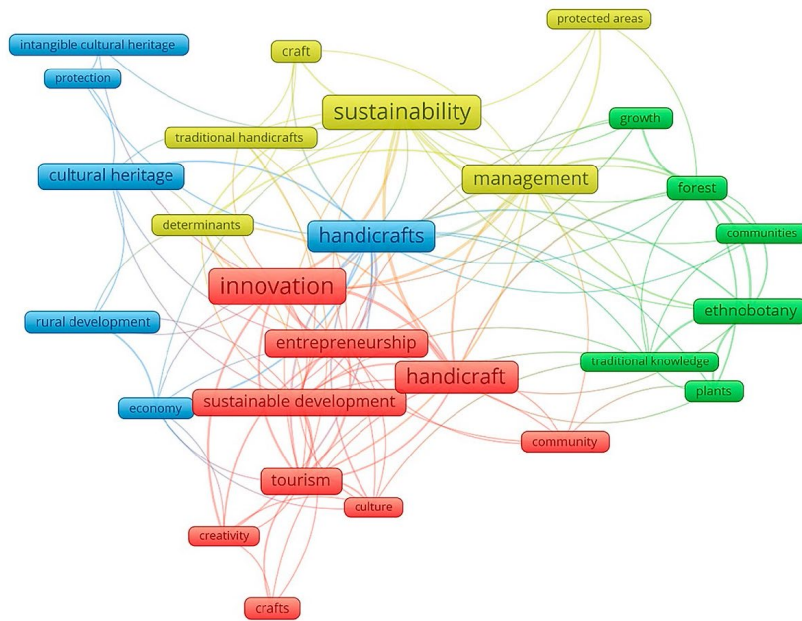 protected areas
intangible cultural heritage
craft
protection
sustainability
growth
traditional handicrafts
cultural heritage
management
forest
determinants
handicrafts
communities
innovation
ethnobotany
rural development
entrepreneurship
traditional knowledge
handicraft
plants
economy
sustainable development
community
tourism
culture
creativity
crafts